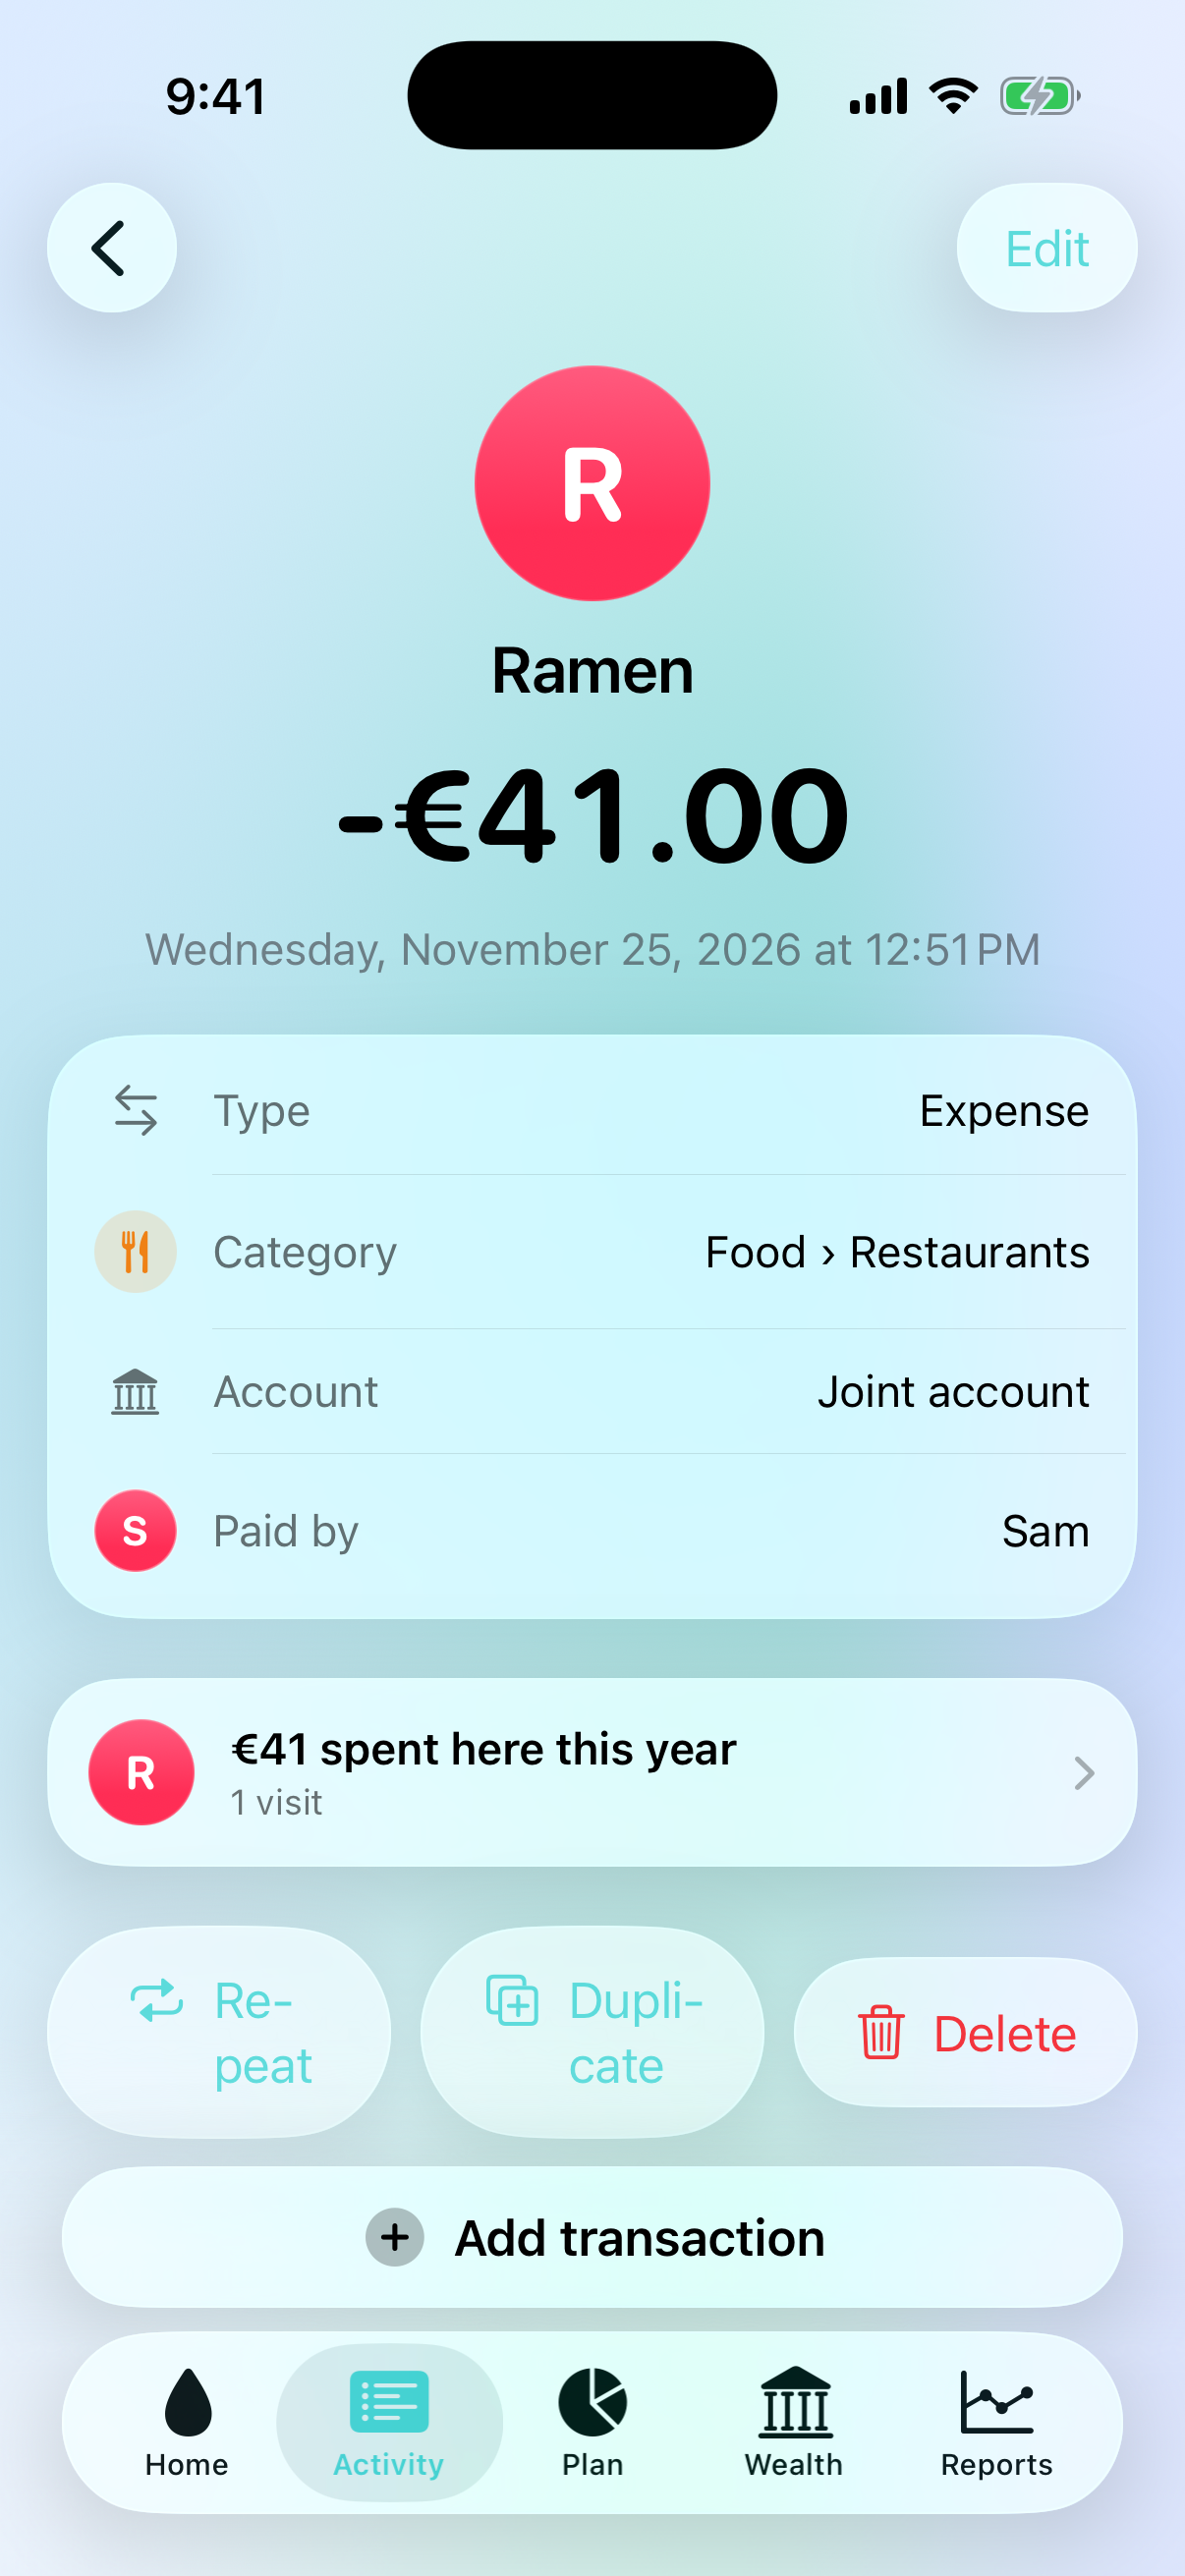 9:41
Edit
R
Ramen
-€41.00
Wednesday, November 25, 2026 at 12:51 PM
Type Expense
Category Food › Restaurants
Account Joint account
S Paid by Sam
R
€41 spent here this year
1 visit
Re-
peat
Dupli-
cate
Delete
Add transaction
Home Activity Plan Wealth Reports